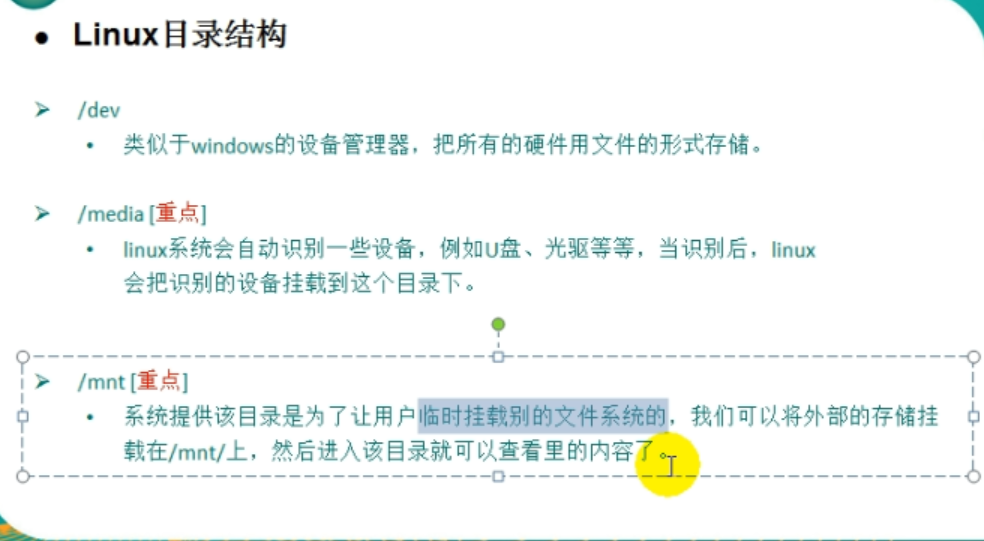 Linux目录结构
/dev
类似于windows的设备管理器，把所有的硬件用文件的形式存储。
/media [重点]
linux系统会自动识别一些设备，例如U盘、光驱等等，当识别后，linux
会把识别的设备挂载到这个目录下。
/mnt [重点]
系统提供该目录是为了让用户临时挂载别的文件系统的，我们可以将外部的存储挂
载在/mnt/上，然后进入该目录就可以查看里的内容了。